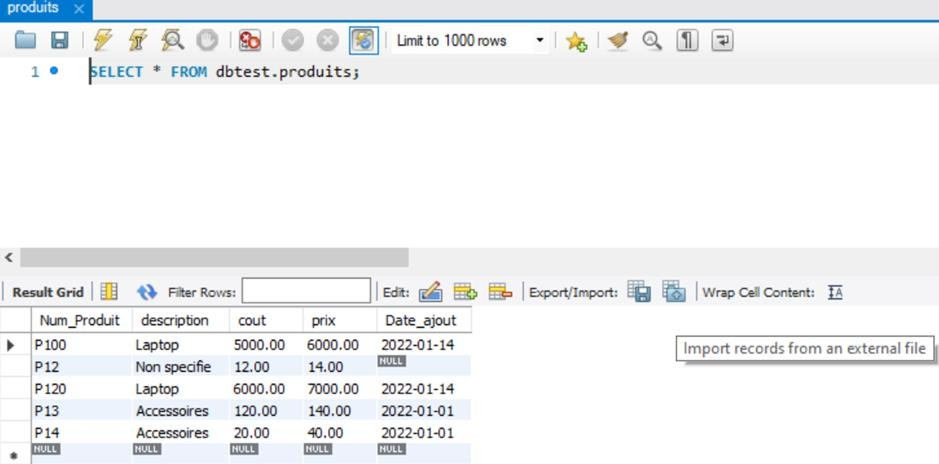 produits
Limit to 1000 rows
1 SELECT * FROM dbtest.produits;
Result Grid Filter Rows: Edit: Export/Import: Wrap Cell Content:
Num_Produit description cout prix Date_ajout
P100 Laptop 5000.00 6000.00 2022-01-14
Import records from an external file
P12 Non specifie 12.00 14.00 NULL
P120 Laptop 6000.00 7000.00 2022-01-14
P13 Accessoires 120.00 140.00 2022-01-01
P14 Accessoires 20.00 40.00 2022-01-01
NULL NULL NULL NULL NULL